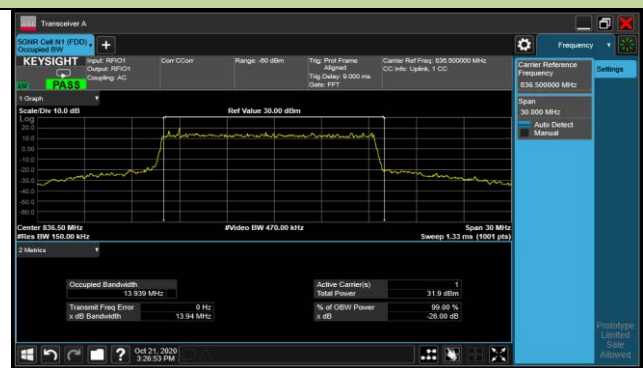 Transceiver A
5GNR Cell N1 (FDD)
Occupied BW
Frequency
KEYSIGHT
PASS
Input: RFIO1
Output: RFIO1
Coupling: AC
Corr CCorr
Range: -60 dBm
Trig: Prot Frame
Aligned
Trig Delay: 9.000 ms
Gate: FFT
Carrier Ref Freq: 836.500000 MHz
CC Info: Uplink, 1 CC
Carrier Reference
Frequency
836.500000 MHz
Settings
Span
30.000 MHz
Auto Detect
Manual
1 Graph
Scale/Div 10.0 dB
Ref Value 30.00 dBm
Log
20.0
10.0
0.00
-10.0
-20.0
-30.0
-40.0
-50.0
-60.0
Center 836.50 MHz
#Video BW 470.00 kHz
Span 30 MHz
#Res BW 150.00 kHz
Sweep 1.33 ms (1001 pts)
2 Metrics
Occupied Bandwidth
13.939 MHz
Active Carrier(s) 1
Total Power 31.9 dBm
Transmit Freq Error 0 Hz
x dB Bandwidth 13.94 MHz
% of OBW Power 99.00 %
x dB -26.00 dB
Oct 21, 2020
3:26:53 PM
Prototype
Limited
Sale
Allowed